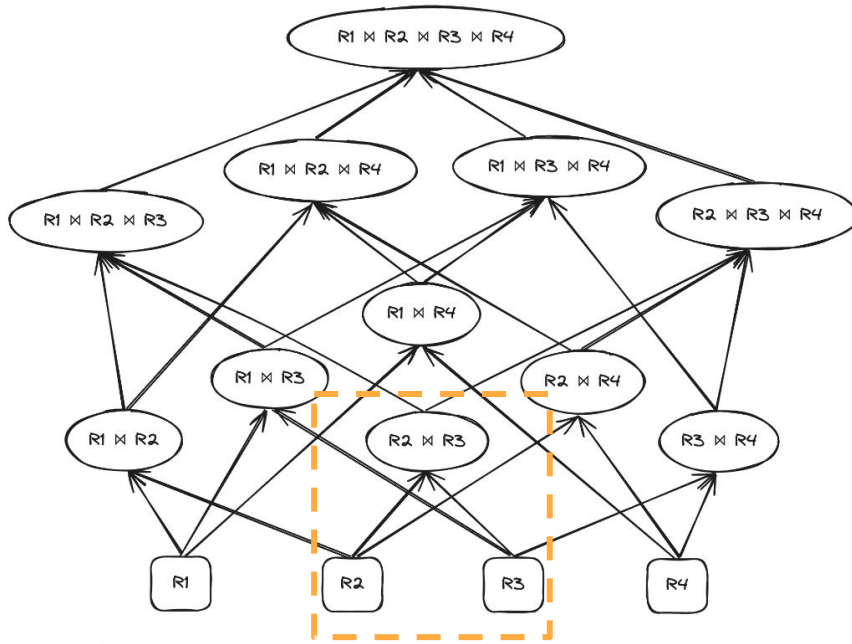 R1 ⋈ R2 ⋈ R3 ⋈ R4
R1 ⋈ R2 ⋈ R4
R1 ⋈ R3 ⋈ R4
R1 ⋈ R2 ⋈ R3
R2 ⋈ R3 ⋈ R4
R1 ⋈ R4
R1 ⋈ R3
R2 ⋈ R4
R1 ⋈ R2
R2 ⋈ R3
R3 ⋈ R4
R1
R2
R3
R4